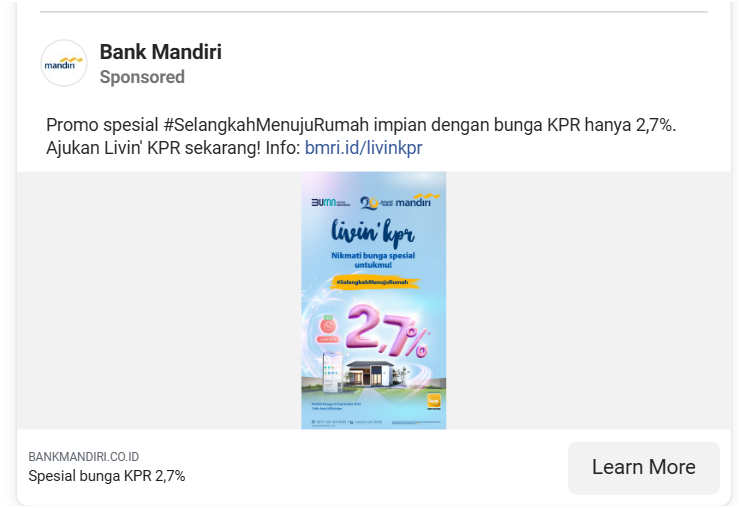 mandiri
Bank Mandiri
Sponsored
Promo spesial #SelangkahMenujuRumah impian dengan bunga KPR hanya 2,7%.
Ajukan Livin' KPR sekarang! Info: bmri.id/livinkpr
BUMN
mandiri
livin' kpr
Nikmati bunga spesial
untukmu!
#SelangkahMenujuRumah
2,7%
BANKMANDIRI.CO.ID
Spesial bunga KPR 2,7%
Learn More